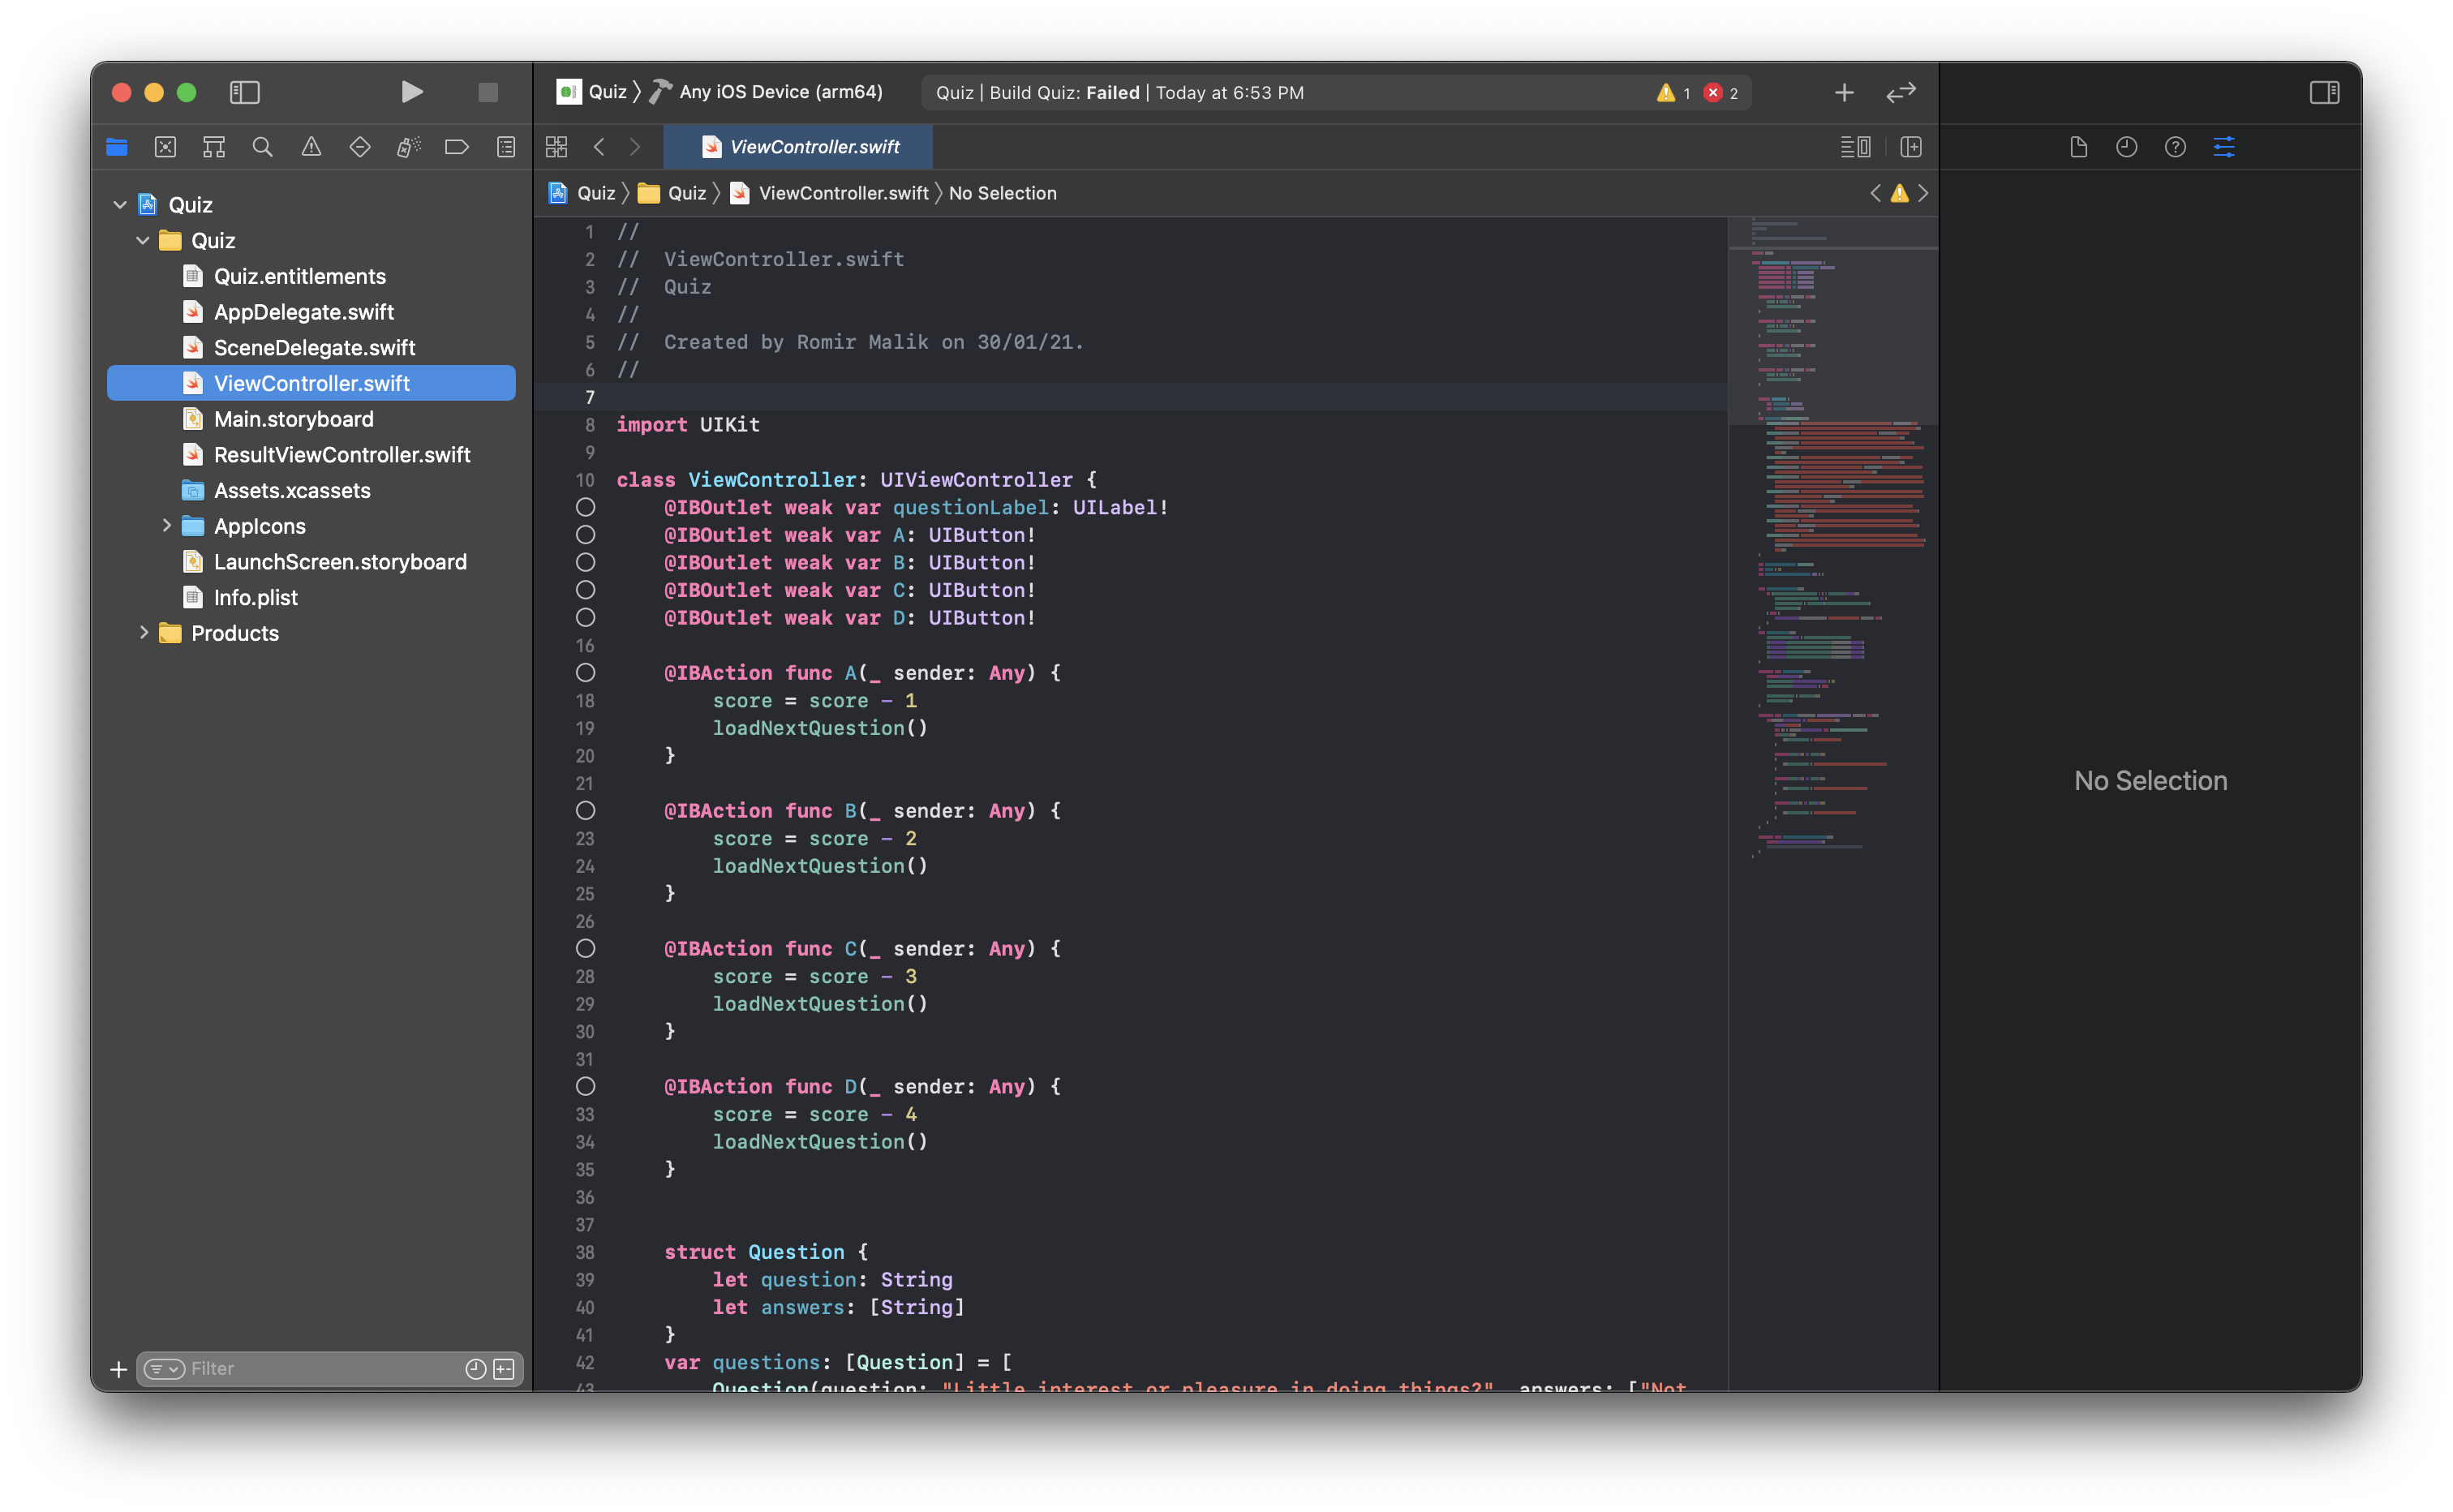 Quiz 〉 Any iOS Device (arm64)
Quiz | Build Quiz: Failed | Today at 6:53 PM
1
2
ViewController.swift
Quiz 〉 Quiz 〉 ViewController.swift 〉 No Selection
Quiz
Quiz
Quiz.entitlements
AppDelegate.swift
SceneDelegate.swift
ViewController.swift
Main.storyboard
ResultViewController.swift
Assets.xcassets
AppIcons
LaunchScreen.storyboard
Info.plist
Products
Filter
1 //
2 //  ViewController.swift
3 //  Quiz
4 //
5 //  Created by Romir Malik on 30/01/21.
6 //
7
8 import UIKit
9
10 class ViewController: UIViewController {
@IBOutlet weak var questionLabel: UILabel!
@IBOutlet weak var A: UIButton!
@IBOutlet weak var B: UIButton!
@IBOutlet weak var C: UIButton!
@IBOutlet weak var D: UIButton!
16
@IBAction func A(_ sender: Any) {
18 score = score - 1
19 loadNextQuestion()
20 }
21
@IBAction func B(_ sender: Any) {
23 score = score - 2
24 loadNextQuestion()
25 }
26
@IBAction func C(_ sender: Any) {
28 score = score - 3
29 loadNextQuestion()
30 }
31
@IBAction func D(_ sender: Any) {
33 score = score - 4
34 loadNextQuestion()
35 }
36
37
38 struct Question {
39 let question: String
40 let answers: [String]
41 }
42 var questions: [Question] = [
43 Question(question: "Little interest or pleasure in doing things?", answers: ["Not
No Selection